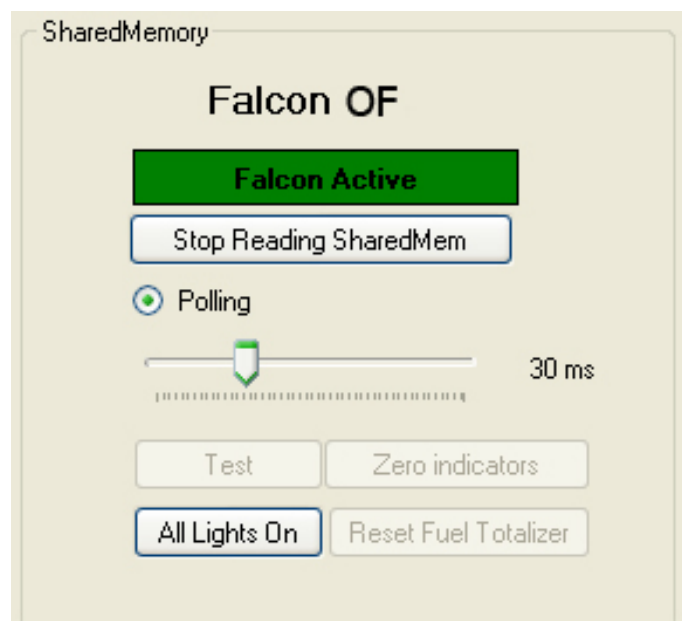 SharedMemory
Falcon OF
Falcon Active
Stop Reading SharedMem
Polling
30 ms
Test Zero indicators
All Lights On Reset Fuel Totalizer